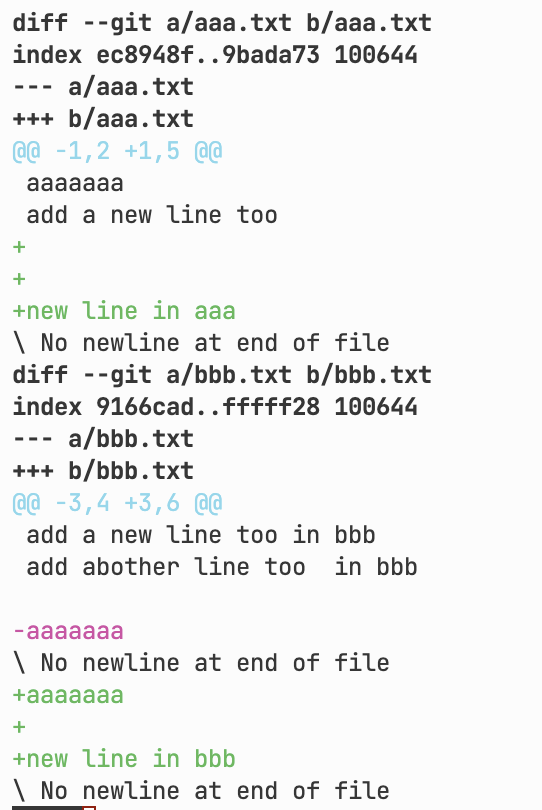 diff --git a/aaa.txt b/aaa.txt
index ec8948f..9bada73 100644
--- a/aaa.txt
+++ b/aaa.txt
@@ -1,2 +1,5 @@
 aaaaaaa
 add a new line too
+
+
+new line in aaa
\ No newline at end of file
diff --git a/bbb.txt b/bbb.txt
index 9166cad..fffff28 100644
--- a/bbb.txt
+++ b/bbb.txt
@@ -3,4 +3,6 @@
 add a new line too in bbb
 add abother line too  in bbb

-aaaaaaa
\ No newline at end of file
+aaaaaaa
+
+new line in bbb
\ No newline at end of file